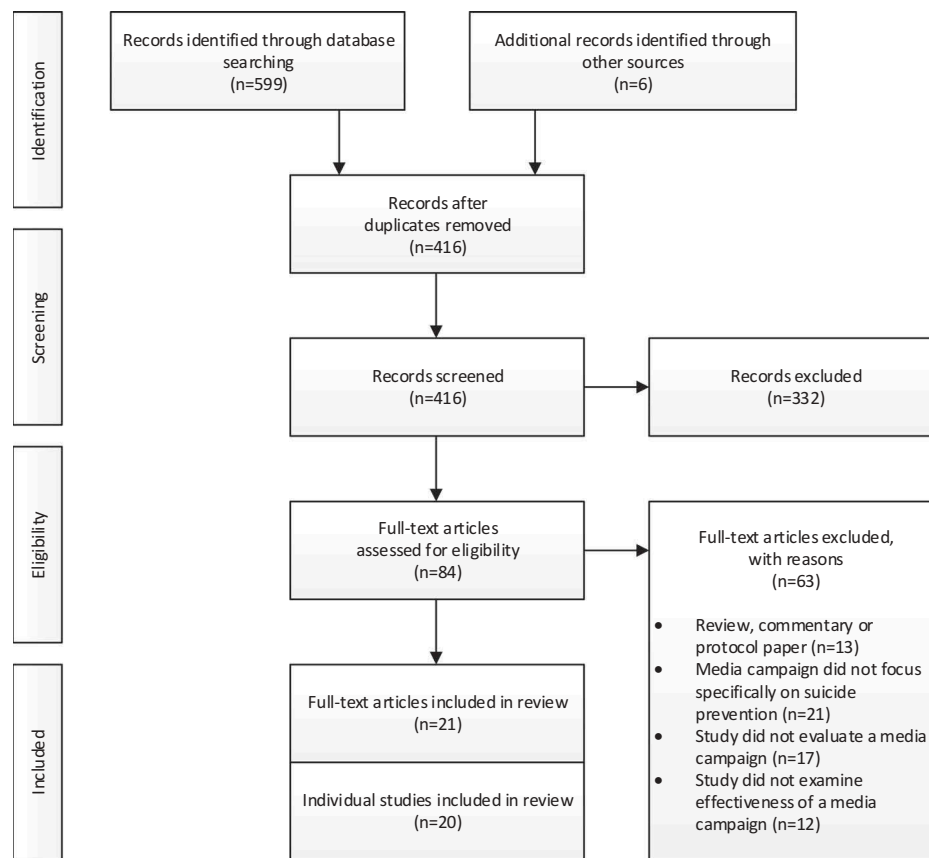 Identification
Records identified through database
searching
(n=599)
Additional records identified through
other sources
(n=6)
Records after
duplicates removed
(n=416)
Screening
Records screened
(n=416)
Records excluded
(n=332)
Eligibility
Full-text articles
assessed for eligibility
(n=84)
Full-text articles excluded,
with reasons
(n=63)
• Review, commentary or
protocol paper (n=13)
• Media campaign did not focus
specifically on suicide
prevention (n=21)
• Study did not evaluate a media
campaign (n=17)
• Study did not examine
effectiveness of a media
campaign (n=12)
Included
Full-text articles included in review
(n=21)
Individual studies included in review
(n=20)